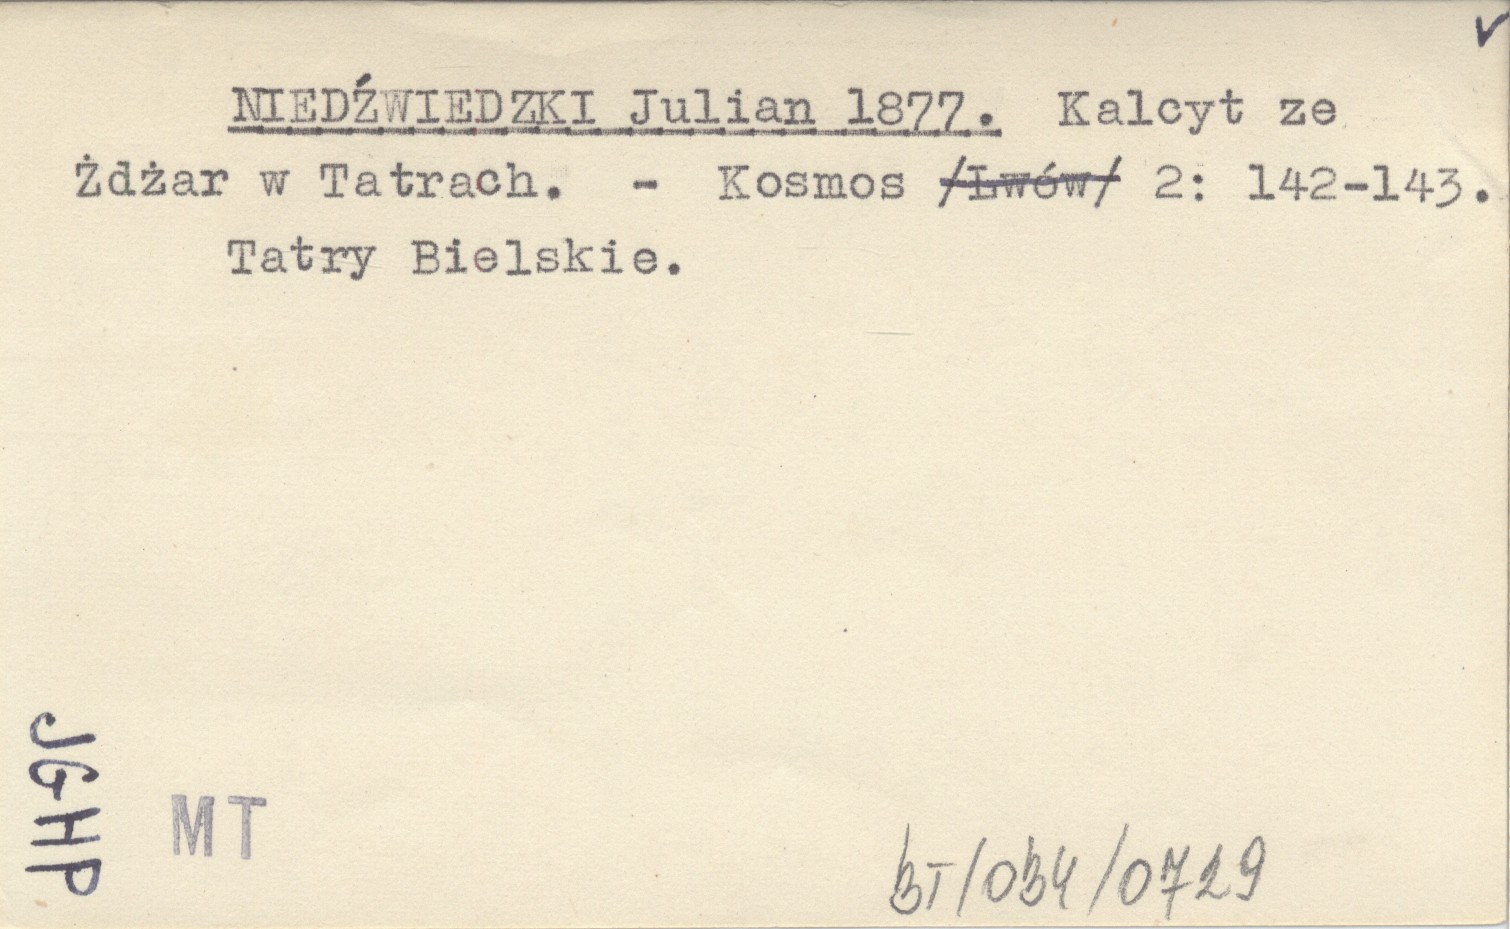 NIEDŹWIEDZKI Julian 1877. Kalcyt ze
Żdżar w Tatrach. - Kosmos /Lwów/ 2: 142-143.
Tatry Bielskie.
JGHP
MT
BT/034/0729